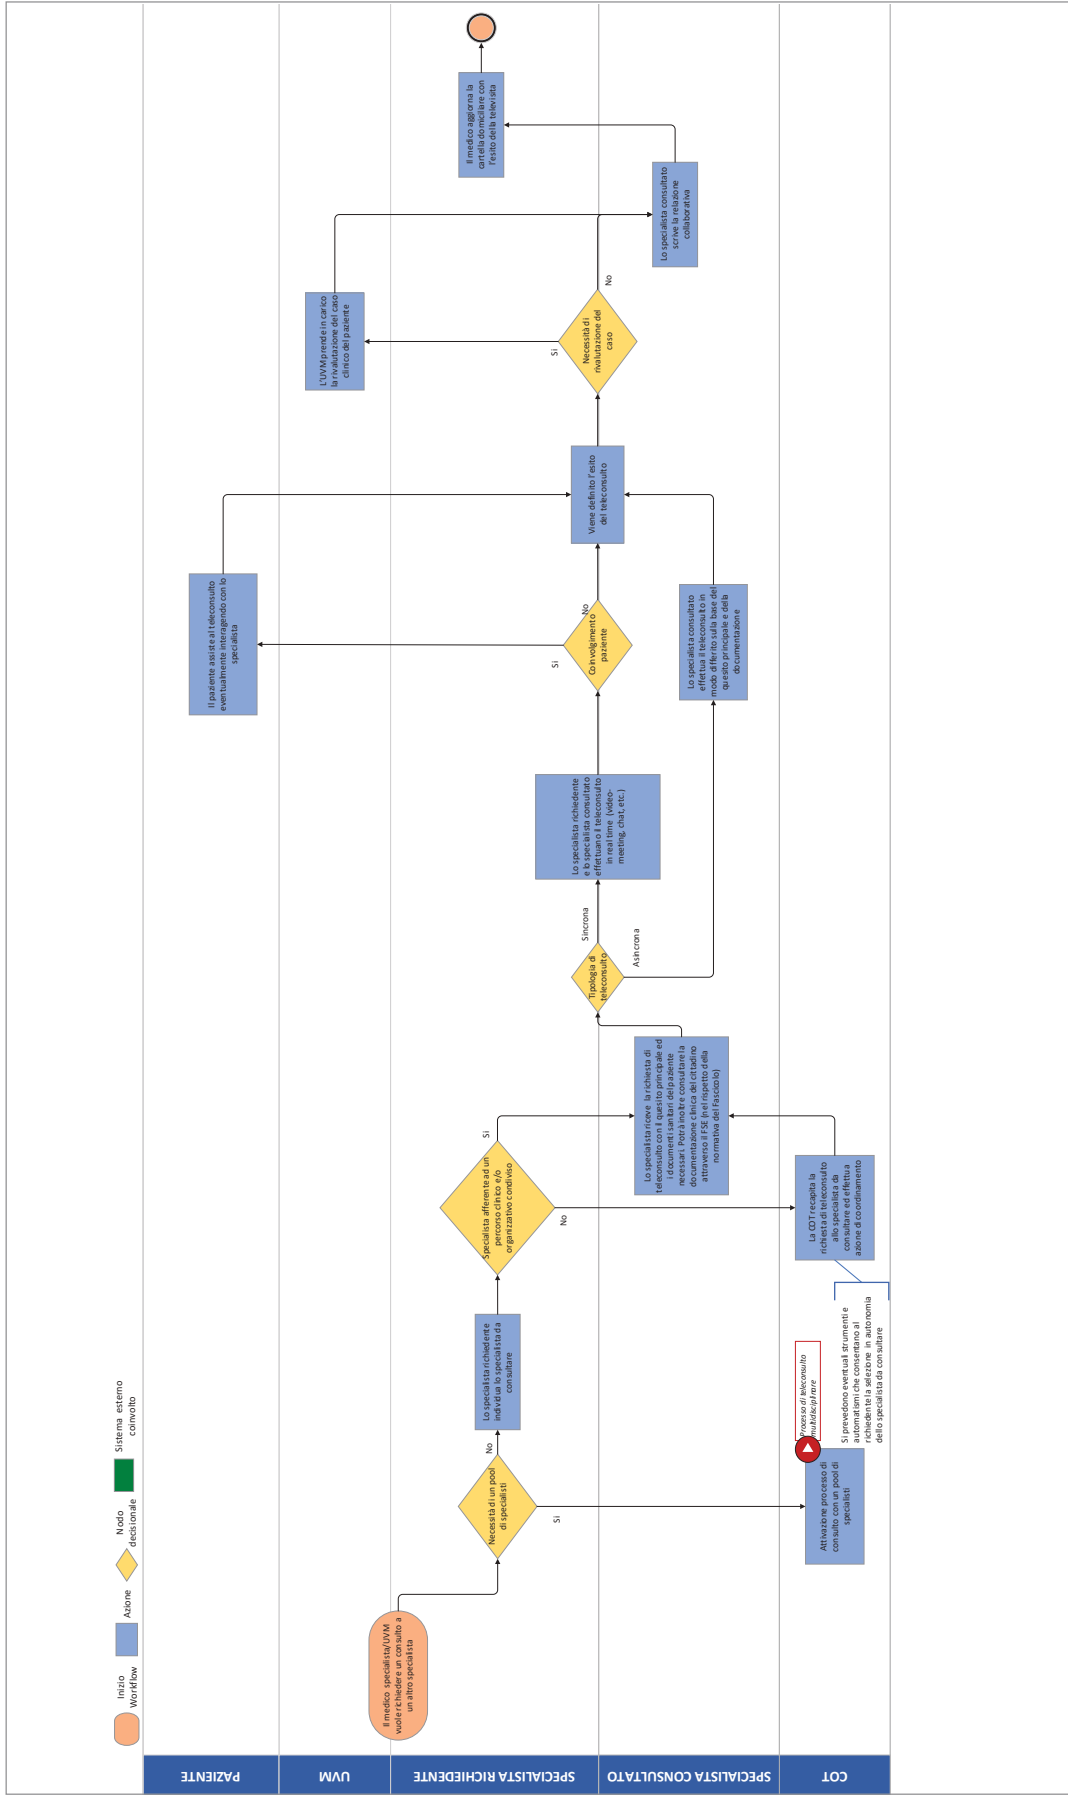 Inizio
Workflow
Azione
Nodo
decisionale
Sistema esterno
coinvolto
PAZIENTE
UVM
SPECIALISTA RICHIEDENTE
SPECIALISTA CONSULTATO
COT
Il medico specialista/UVM
vuole richiedere un consulto a
un altro specialista
Necessità di un pool
di specialisti
Si
No
Attivazione processo di
consulto con un pool di
specialisti
Processo di teleconsulto
multidisciplinare
Lo specialista richiedente
individua lo specialista da
consultare
Specialista afferente ad un
percorso clinico e/o
organizzativo condiviso
Si
No
La COT recapita la
richiesta di teleconsulto
allo specialista da
consultare ed effettua
azione di coordinamento
Si prevedono eventuali strumenti e
automatismi che consentano al
richiedente la selezione in autonomia
dello specialista da consultare
Lo specialista riceve la richiesta di
teleconsulto con il quesito principale ed
i documenti sanitari del paziente
necessari. Potrà inoltre consultare la
documentazione clinica del cittadino
attraverso il FSE (nel rispetto della
normativa del Fascicolo)
Tipologia di
teleconsulto
Sincrona
Asincrona
Lo specialista richiedente
e lo specialista consultato
effettuano il teleconsulto
in real time (video-
meeting, chat, etc.)
Coinvolgimento
paziente
Si
No
Il paziente assiste al teleconsulto
eventualmente interagendo con lo
specialista
Lo specialista consultato
effettua il teleconsulto in
modo differito sulla base del
quesito principale e della
documentazione
Viene definito l'esito
del teleconsulto
Necessità di
rivalutazione del
caso
Si
No
L'UVM prende in carico
la rivalutazione del caso
clinico del paziente
Lo specialista consultato
scrive la relazione
collaborativa
Il medico aggiorna la
cartella domiciliare con
l'esito della televisita